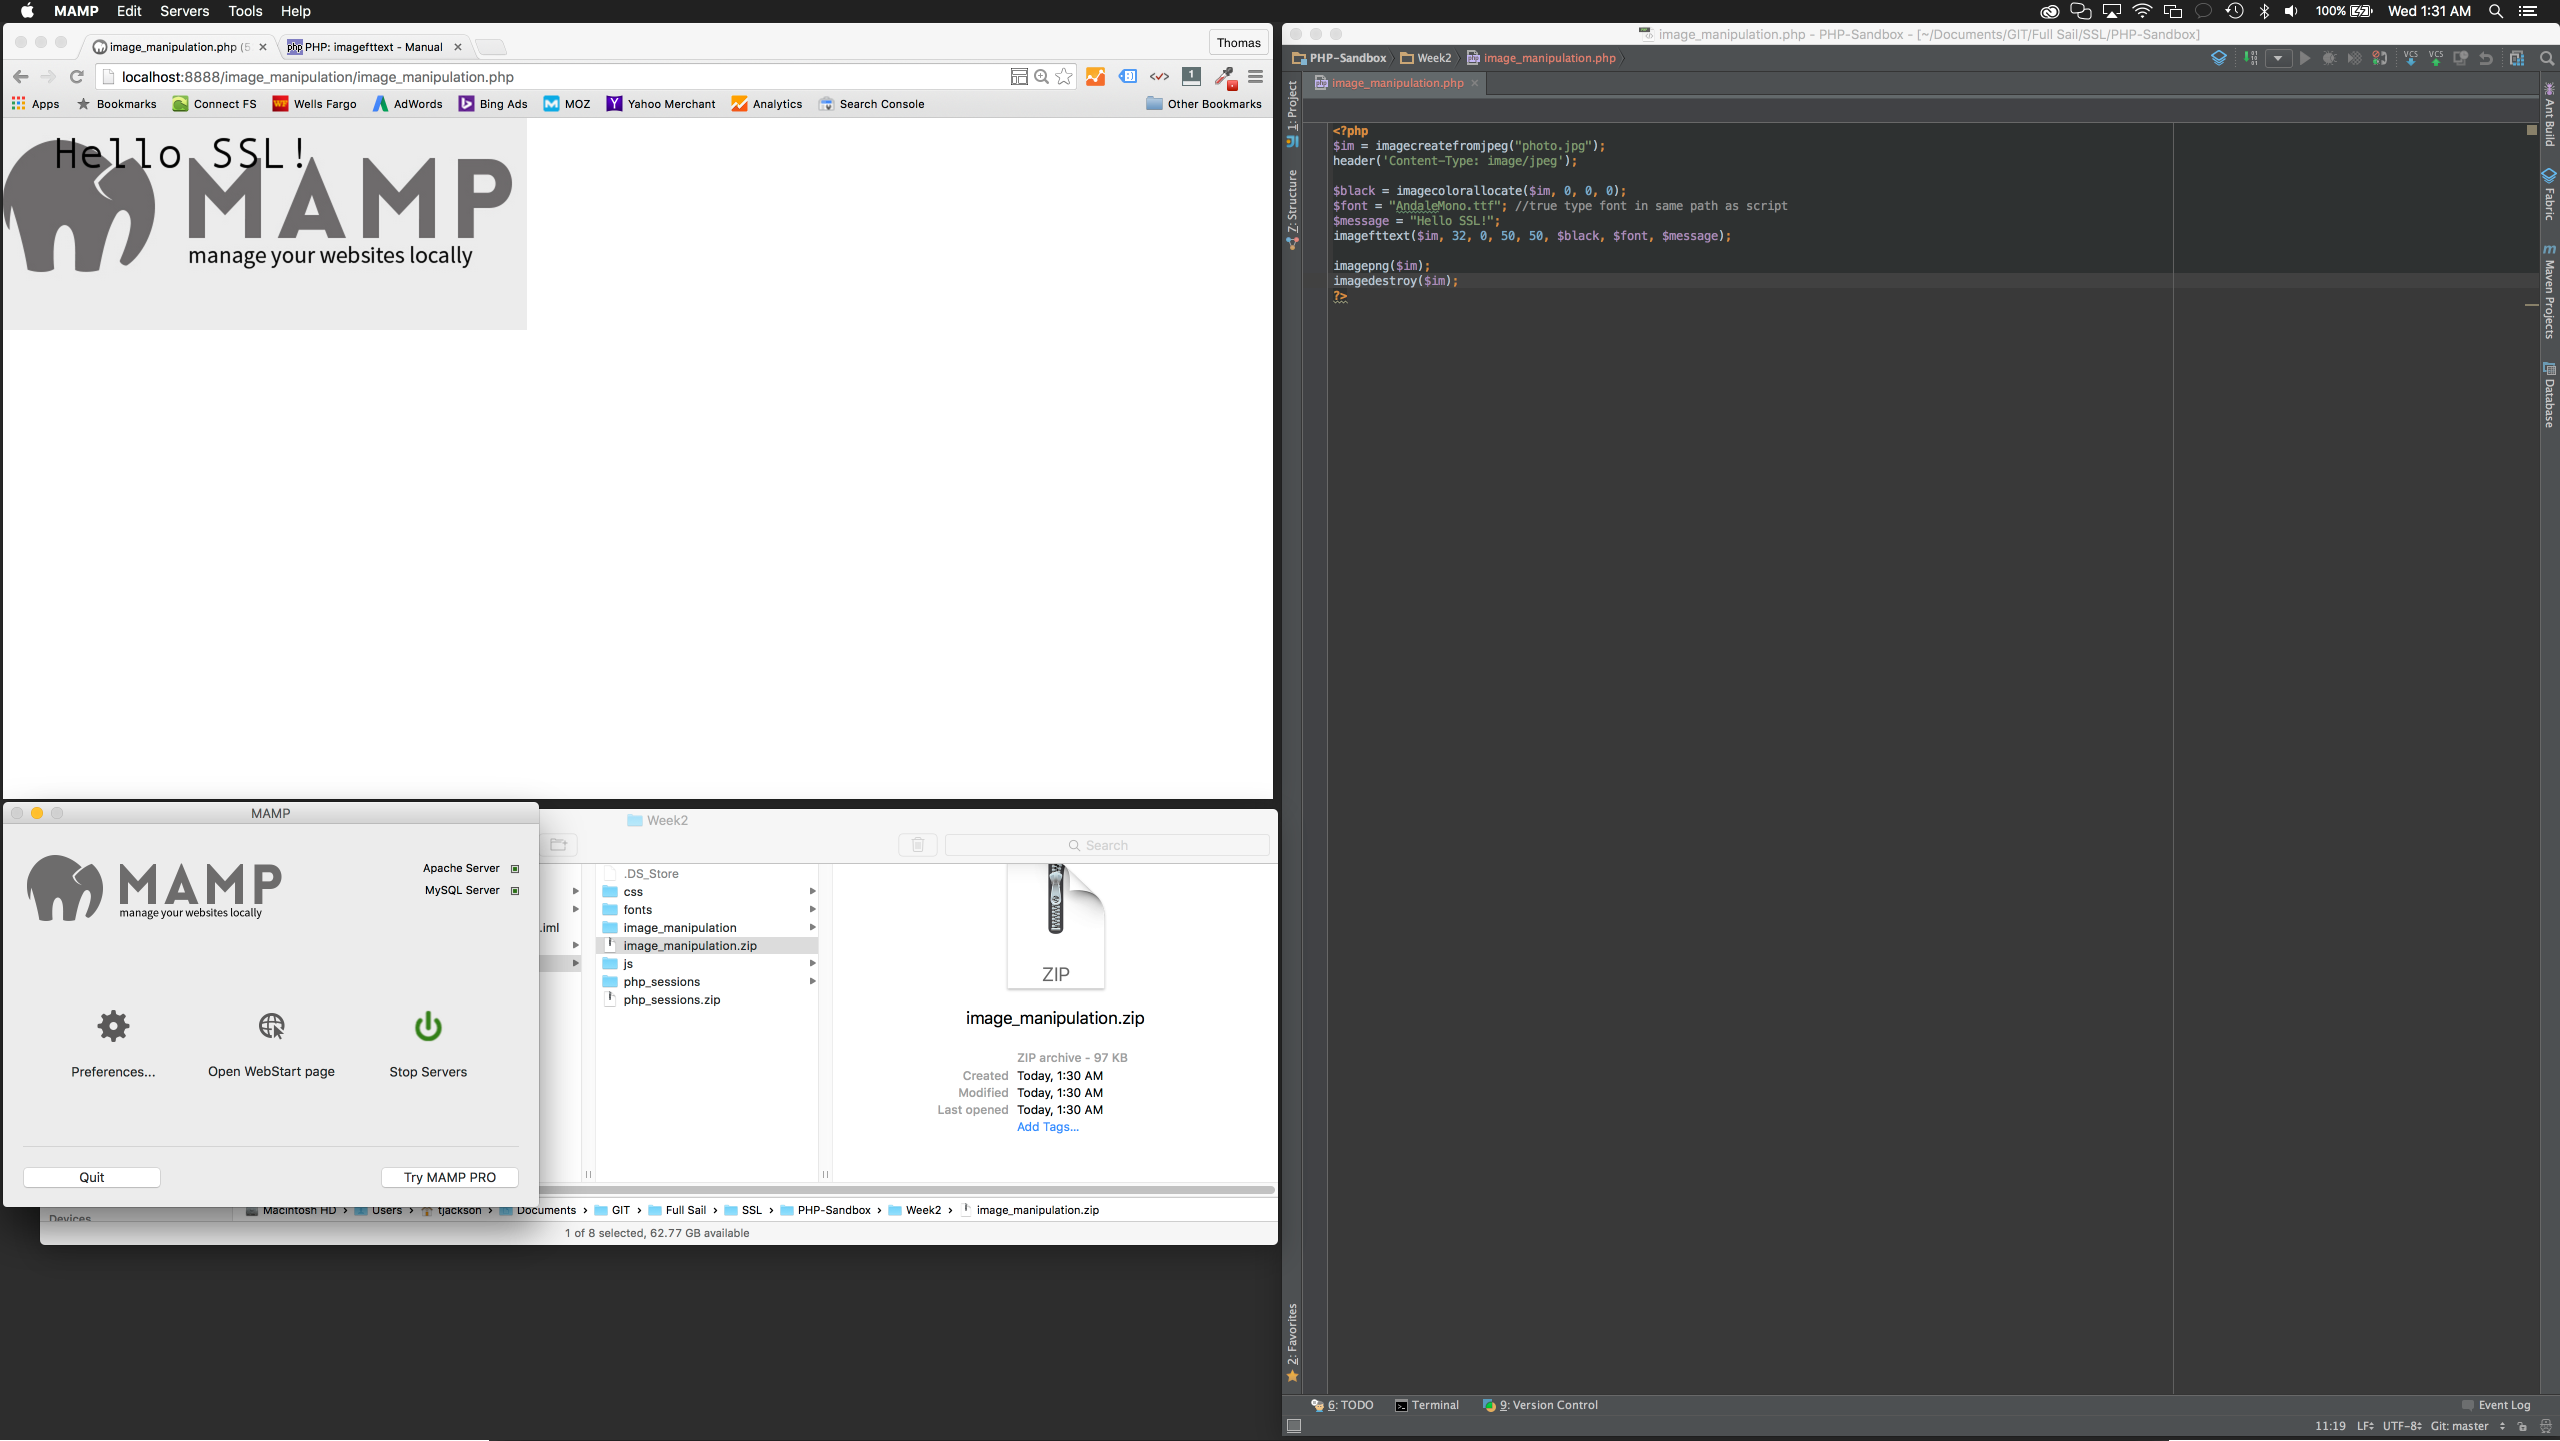 MAMP Edit Servers Tools Help
100% Wed 1:31 AM
image_manipulation.php (5
PHP: imagefttext - Manual
Thomas
localhost:8888/image_manipulation/image_manipulation.php
1
Apps Bookmarks Connect FS Wells Fargo AdWords Bing Ads MOZ Yahoo Merchant Analytics Search Console Other Bookmarks
Hello SSL!
MAMP
manage your websites locally
MAMP
MAMP
manage your websites locally
Apache Server
MySQL Server
Preferences...
Open WebStart page
Stop Servers
Quit
Try MAMP PRO
Week2
Search
.iml
.DS_Store
css
fonts
image_manipulation
image_manipulation.zip
js
php_sessions
php_sessions.zip
ZIP
image_manipulation.zip
ZIP archive - 97 KB
Created Today, 1:30 AM
Modified Today, 1:30 AM
Last opened Today, 1:30 AM
Add Tags...
Devices
Macintosh HD › Users › tjackson › Documents › GIT › Full Sail › SSL › PHP-Sandbox › Week2 › image_manipulation.zip
1 of 8 selected, 62.77 GB available
image_manipulation.php - PHP-Sandbox - [~/Documents/GIT/Full Sail/SSL/PHP-Sandbox]
PHP-Sandbox Week2 image_manipulation.php
VCS VCS
image_manipulation.php
1: Project
7: Structure
2: Favorites
<?php
$im = imagecreatefromjpeg("photo.jpg");
header('Content-Type: image/jpeg');
$black = imagecolorallocate($im, 0, 0, 0);
$font = "AndaleMono.ttf"; //true type font in same path as script
$message = "Hello SSL!";
imagefttext($im, 32, 0, 50, 50, $black, $font, $message);
imagepng($im);
imagedestroy($im);
?>
Ant Build
Fabric
Maven Projects
Database
6: TODO Terminal 9: Version Control
Event Log
11:19 LF UTF-8 Git: master